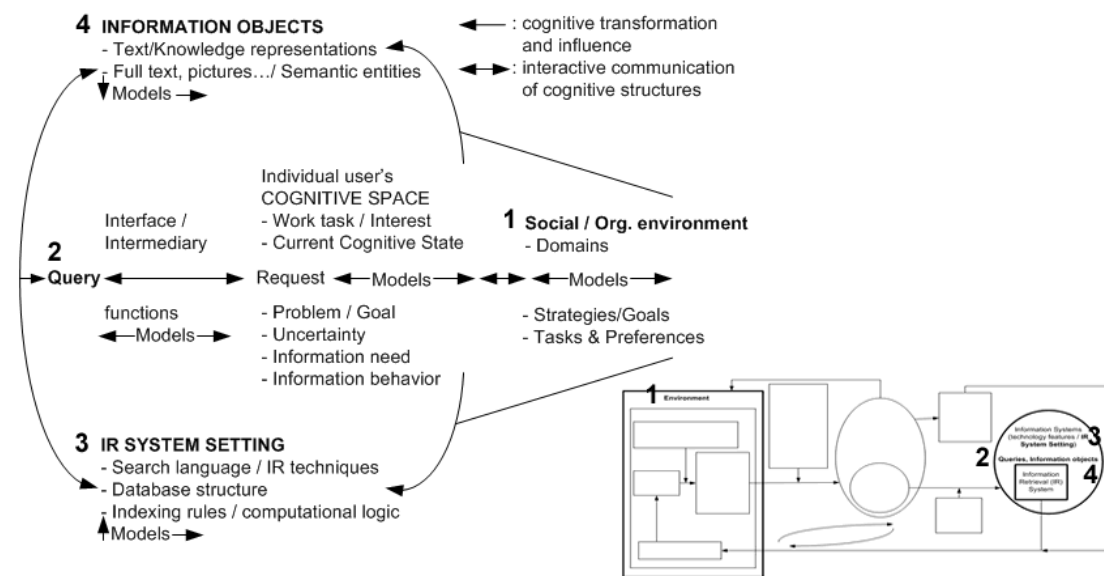 4 INFORMATION OBJECTS
- Text/Knowledge representations
- Full text, pictures…/ Semantic entities
Models
: cognitive transformation
and influence
: interactive communication
of cognitive structures
Individual user's
COGNITIVE SPACE
- Work task / Interest
- Current Cognitive State
Interface /
Intermediary
1 Social / Org. environment
- Domains
2
Query
Request
Models
Models
functions
Models
- Problem / Goal
- Uncertainty
- Information need
- Information behavior
- Strategies/Goals
- Tasks & Preferences
3 IR SYSTEM SETTING
- Search language / IR techniques
- Database structure
- Indexing rules / computational logic
Models
1 Environment
Information Systems
(technology features / IR
System Setting)
3
2
Queries, Information objects
Information
Retrieval (IR)
System
4